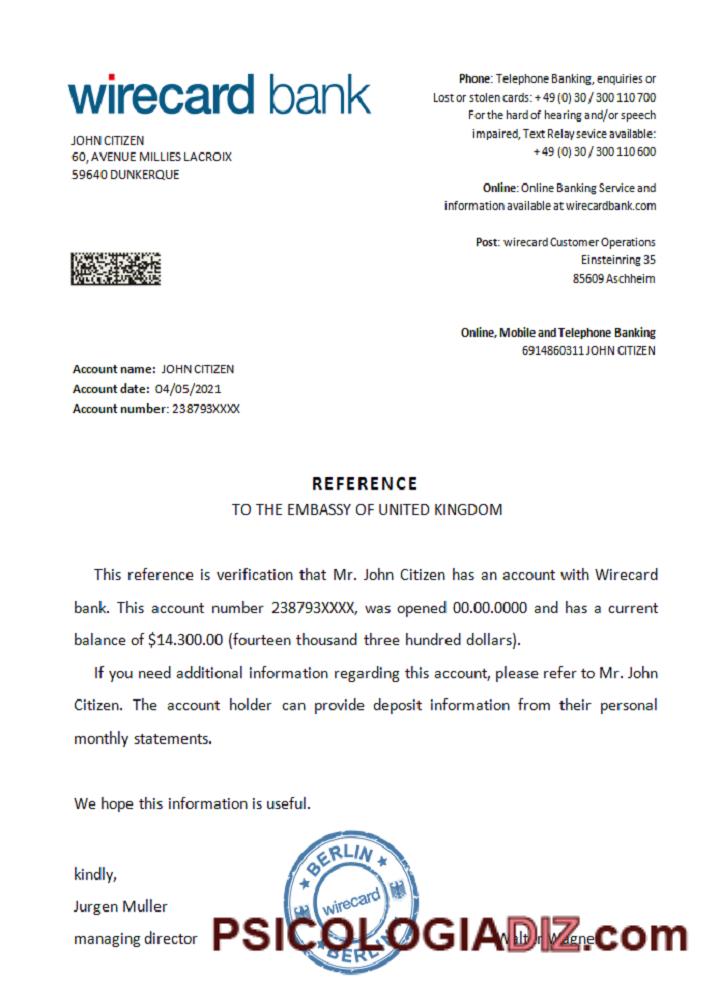 wirecard bank
JOHN CITIZEN
60, AVENUE MILLIES LACROIX
59640 DUNKERQUE
Phone: Telephone Banking, enquiries or
Lost or stolen cards: +49 (0) 30 / 300 110 700
For the hard of hearing and/or speech
impaired, Text Relay sevice available:
+49 (0) 30 / 300 110 600
Online: Online Banking Service and
information available at wirecardbank.com
Post: wirecard Customer Operations
Einsteinring 35
85609 Aschheim
Online, Mobile and Telephone Banking
6914860311 JOHN CITIZEN
Account name: JOHN CITIZEN
Account date: 04/05/2021
Account number: 238793XXXX
REFERENCE
TO THE EMBASSY OF UNITED KINGDOM
This reference is verification that Mr. John Citizen has an account with Wirecard
bank. This account number 238793XXXX, was opened 00.00.0000 and has a current
balance of $14.300.00 (fourteen thousand three hundred dollars).
If you need additional information regarding this account, please refer to Mr. John
Citizen. The account holder can provide deposit information from their personal
monthly statements.
We hope this information is useful.
kindly,
Jurgen Muller
managing director
BERLIN
wirecard
BERLIN
Walter Wagner
PSICOLOGIADIZ.com